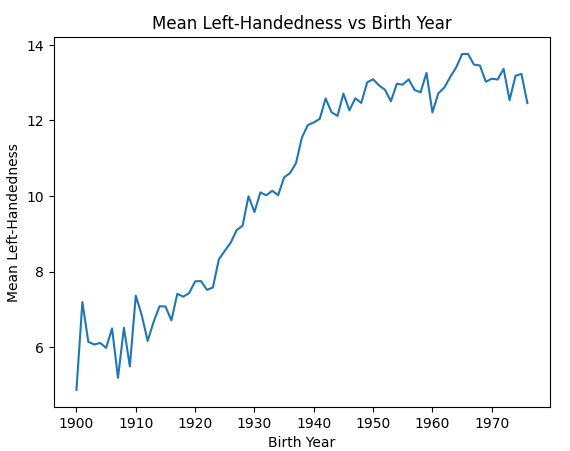 Mean Left-Handedness vs Birth Year
Mean Left-Handedness
14
12
10
8
6
1900 1910 1920 1930 1940 1950 1960 1970
Birth Year